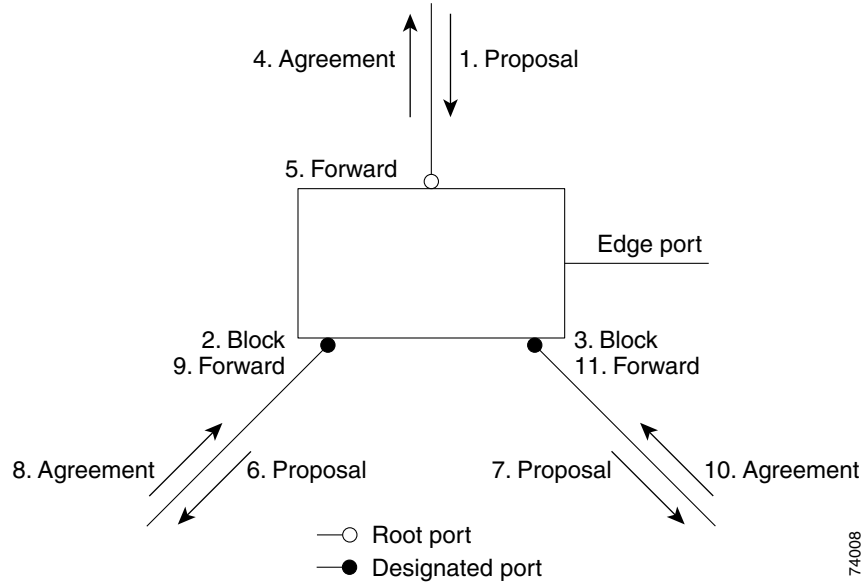 4. Agreement
1. Proposal
5. Forward
Edge port
2. Block
9. Forward
3. Block
11. Forward
8. Agreement
6. Proposal
7. Proposal
10. Agreement
Root port
Designated port
74008